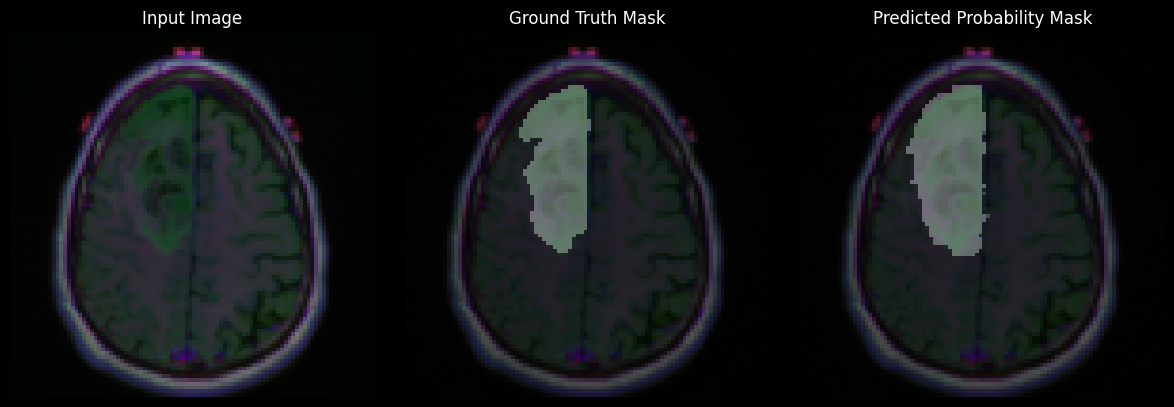 Input Image
Ground Truth Mask
Predicted Probability Mask